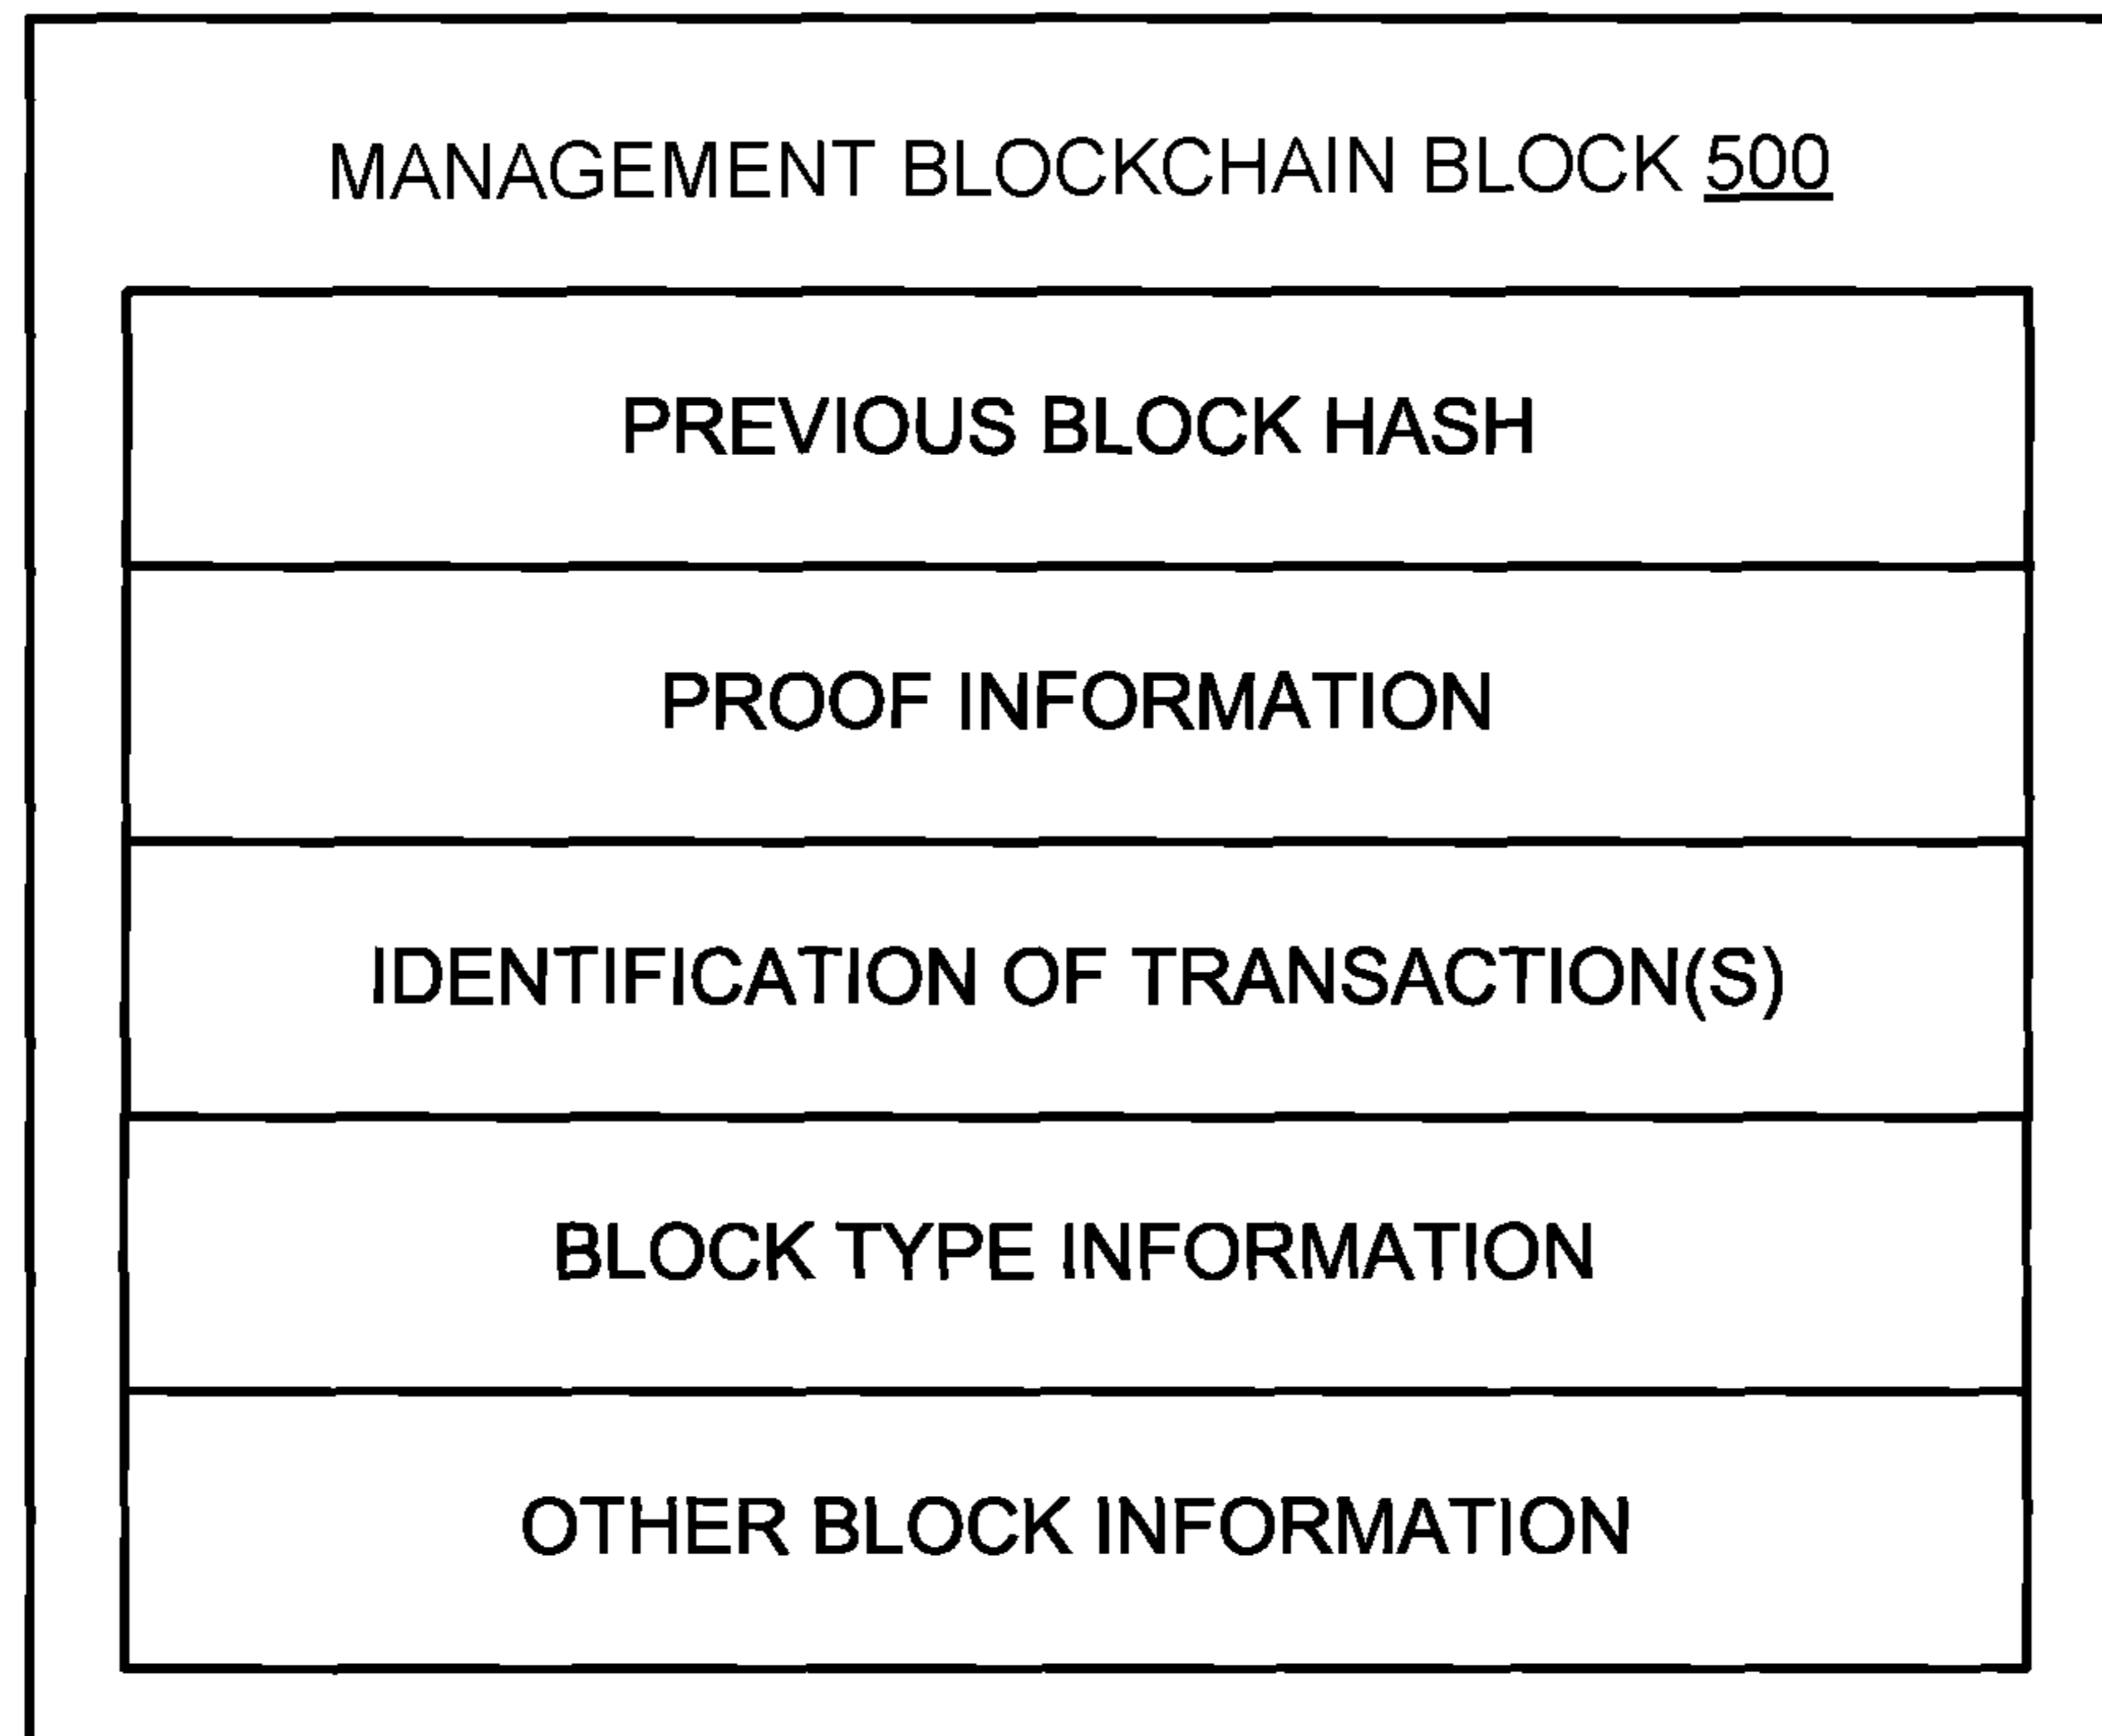 MANAGEMENT BLOCKCHAIN BLOCK 500
PREVIOUS BLOCK HASH
PROOF INFORMATION
IDENTIFICATION OF TRANSACTION(S)
BLOCK TYPE INFORMATION
OTHER BLOCK INFORMATION